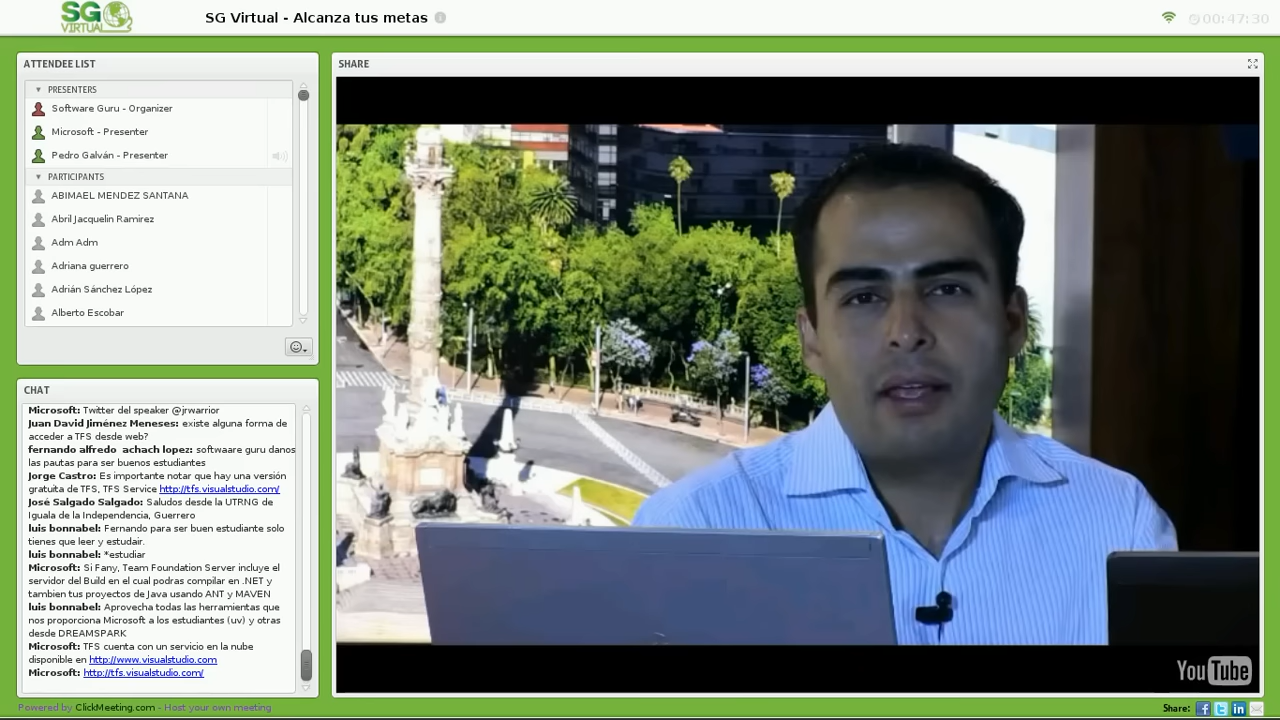 SG
VIRTUAL
SG Virtual - Alcanza tus metas
00:47:30
ATTENDEE LIST
PRESENTERS
Software Guru - Organizer
Microsoft - Presenter
Pedro Galván - Presenter
PARTICIPANTS
ABIMAEL MENDEZ SANTANA
Abril Jacquelin Ramirez
Adm Adm
Adriana guerrero
Adrián Sánchez López
Alberto Escobar
CHAT
Microsoft: Twitter del speaker @jrwarrior
Juan David Jiménez Meneses: existe alguna forma de
acceder a TFS desde web?
fernando alfredo achach lopez: softwaare guru danos
las pautas para ser buenos estudiantes
Jorge Castro: Es importante notar que hay una versión
gratuita de TFS, TFS Service http://tfs.visualstudio.com/
José Salgado Salgado: Saludos desde la UTRNG de
Iguala de la Independencia, Guerrero
luis bonnabel: Fernando para ser buen estudiante solo
tienes que leer y estudair.
luis bonnabel: *estudiar
Microsoft: Si Fany, Team Foundation Server incluye el
servidor del Build en el cual podras compilar en .NET y
tambien tus proyectos de Java usando ANT y MAVEN
luis bonnabel: Aprovecha todas las herramientas que
nos proporciona Microsoft a los estudiantes (uv) y otras
desde DREAMSPARK
Microsoft: TFS cuenta con un servicio en la nube
disponible en http://www.visualstudio.com
Microsoft: http://tfs.visualstudio.com/
Powered by ClickMeeting.com - Host your own meeting
SHARE
YouTube
Share: